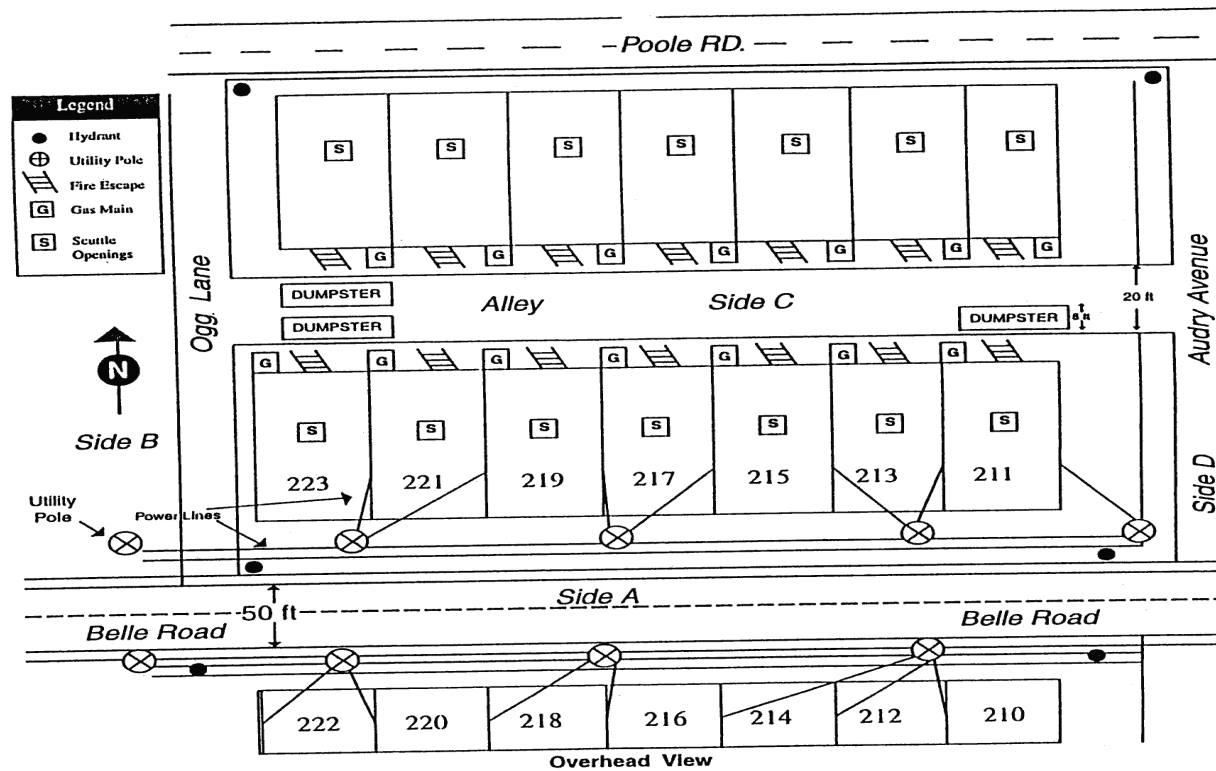 Poole RD.
Legend
Hydrant
Utility Pole
Fire Escape
G
Gas Main
S
Scuttle
Openings
S
S
S
S
S
S
S
G
G
G
G
G
G
G
Ogg. Lane
DUMPSTER
DUMPSTER
Alley
Side C
DUMPSTER
8 ft
20 ft
Audry Avenue
N
Side B
G
G
G
G
G
G
G
S
S
S
S
S
S
S
223
221
219
217
215
213
211
Side D
Utility
Pole
Power Lines
Side A
50 ft
Belle Road
Belle Road
222
220
218
216
214
212
210
Overhead View